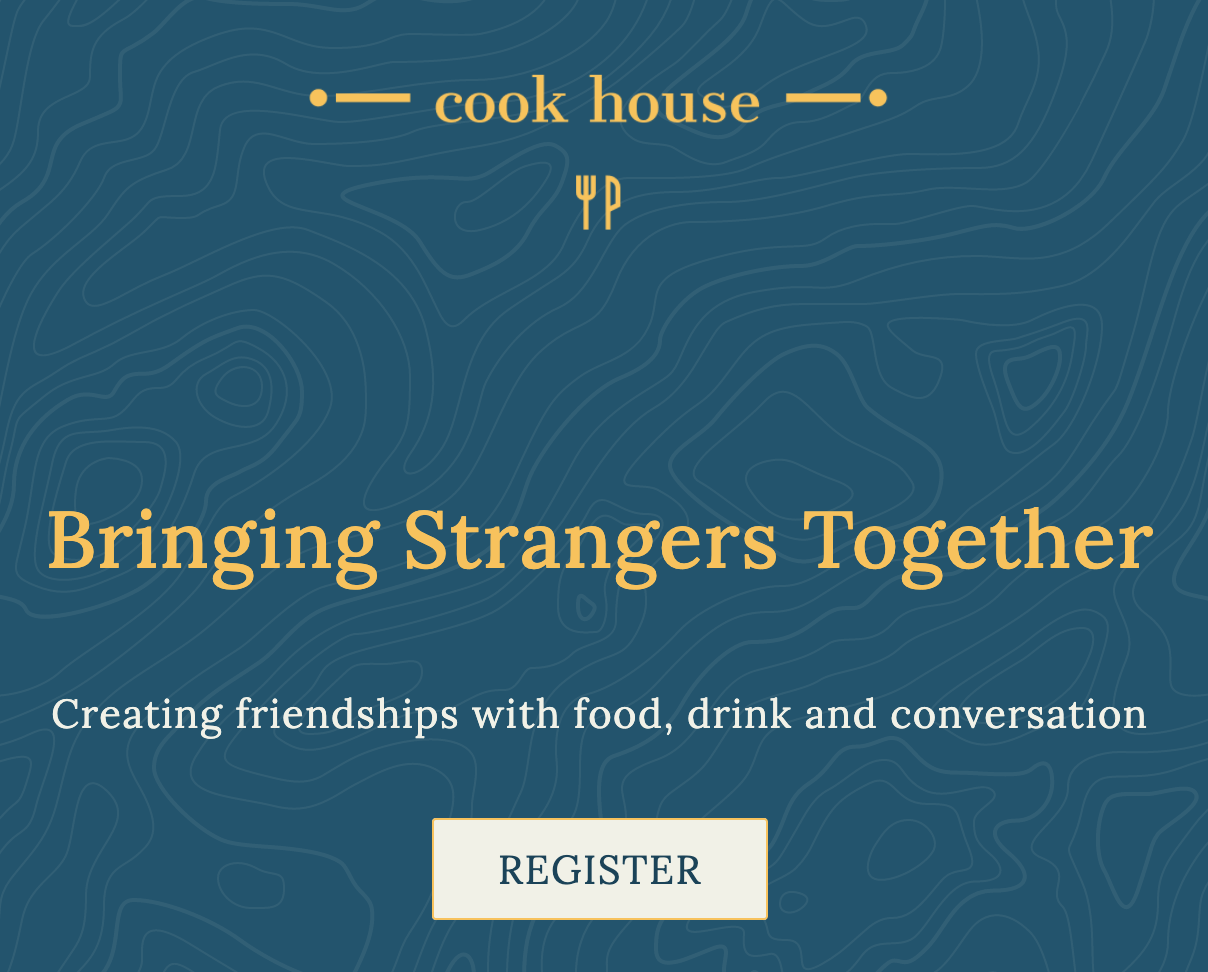 cook house
Bringing Strangers Together
Creating friendships with food, drink and conversation
REGISTER